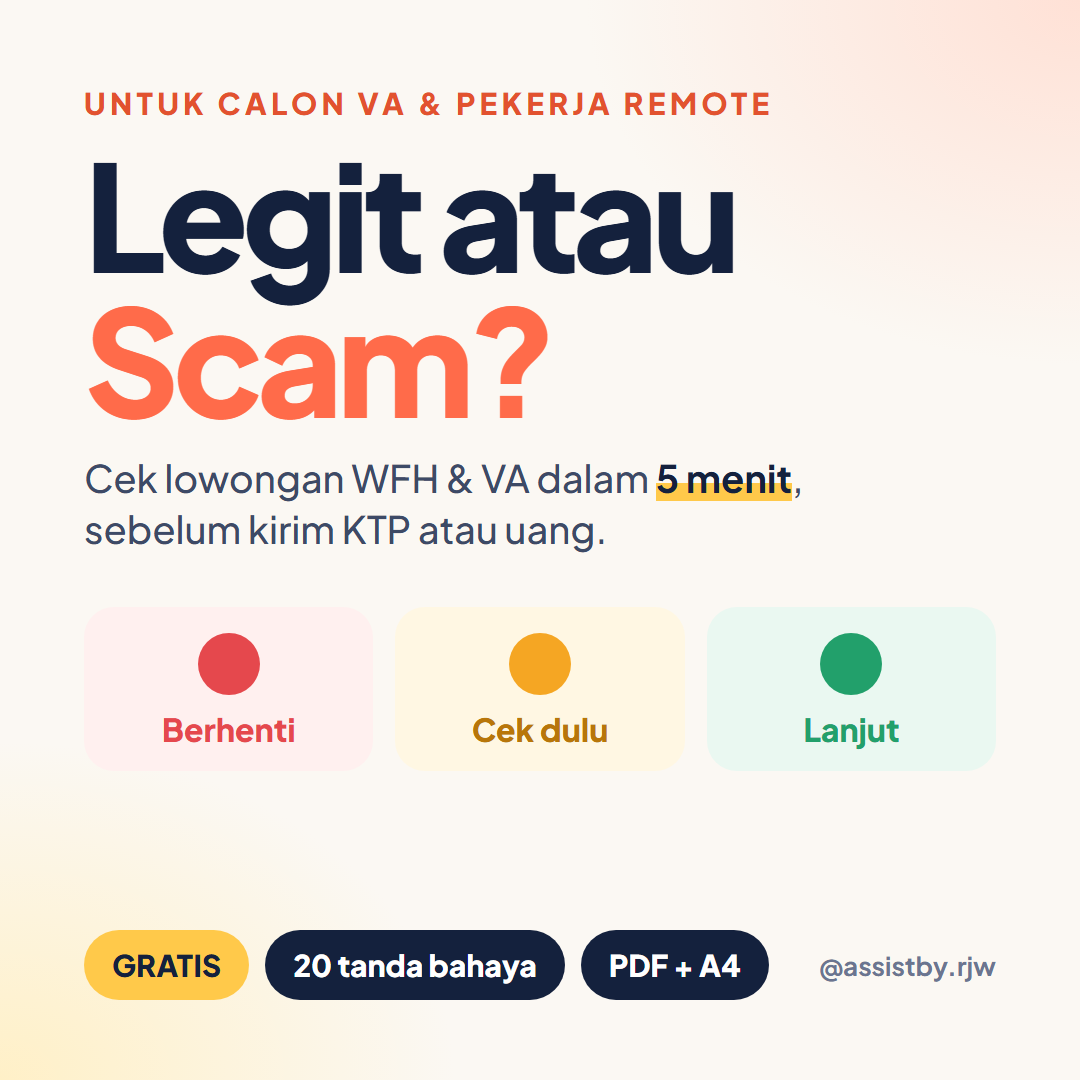 UNTUK CALON VA & PEKERJA REMOTE
Legit atau
Scam?
Cek lowongan WFH & VA dalam 5 menit,
sebelum kirim KTP atau uang.
Berhenti
Cek dulu
Lanjut
GRATIS
20 tanda bahaya
PDF + A4
@assistby.rjw